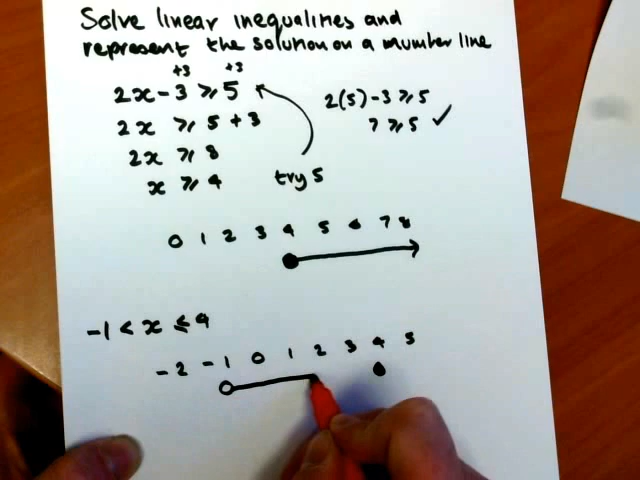 Solve linear inequalities and
represent the solution on a number line
+3 +3
2x - 3 ≥ 5
2x ≥ 5 + 3
2x ≥ 8
x ≥ 4
try 5
2(5) - 3 ≥ 5
7 ≥ 5 ✓
0 1 2 3 4 5 6 7 8
-1 < x ≤ 4
-2 -1 0 1 2 3 4 5